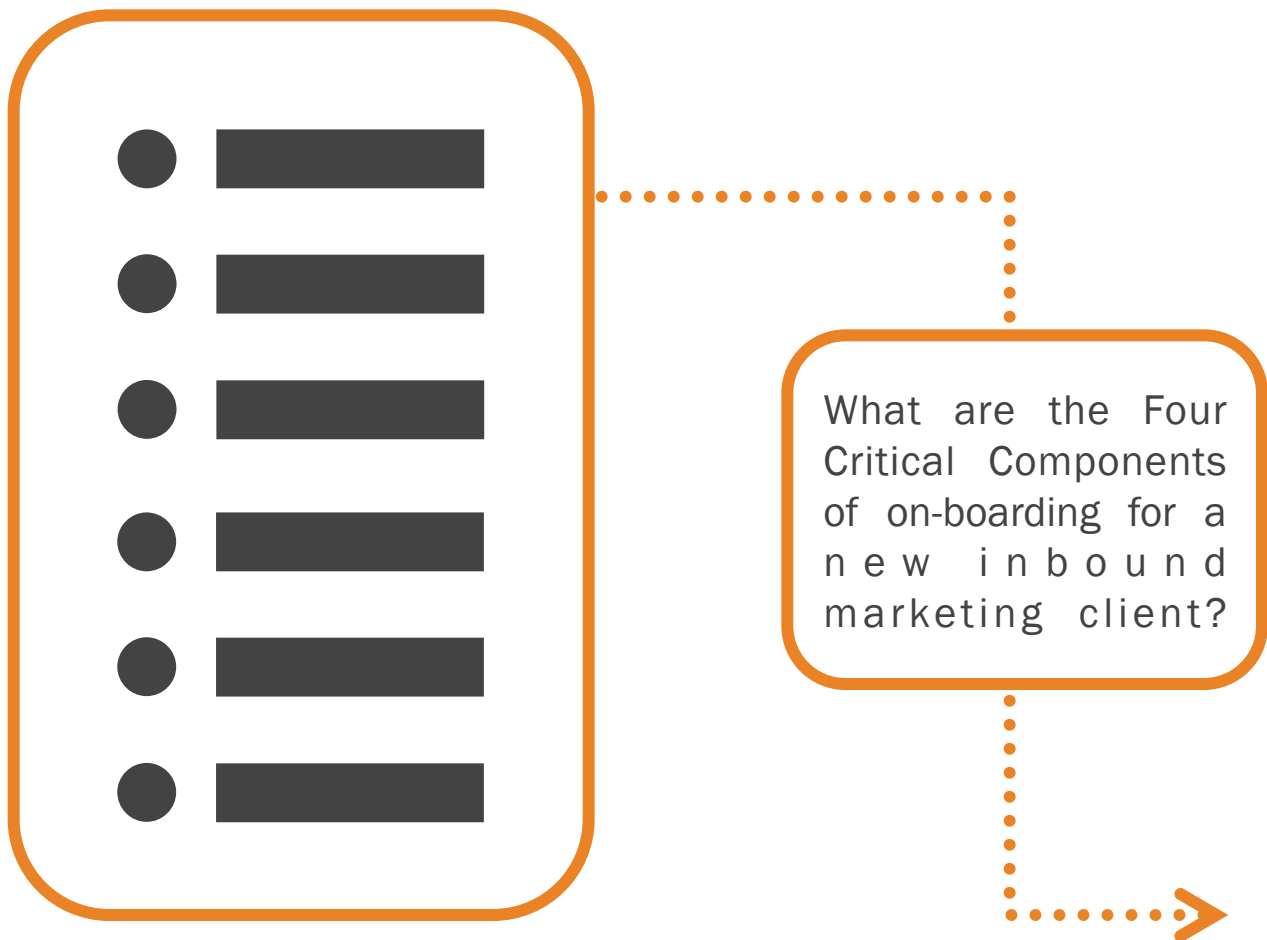 What are the Four
Critical Components
of on-boarding for a
new inbound
marketing client?